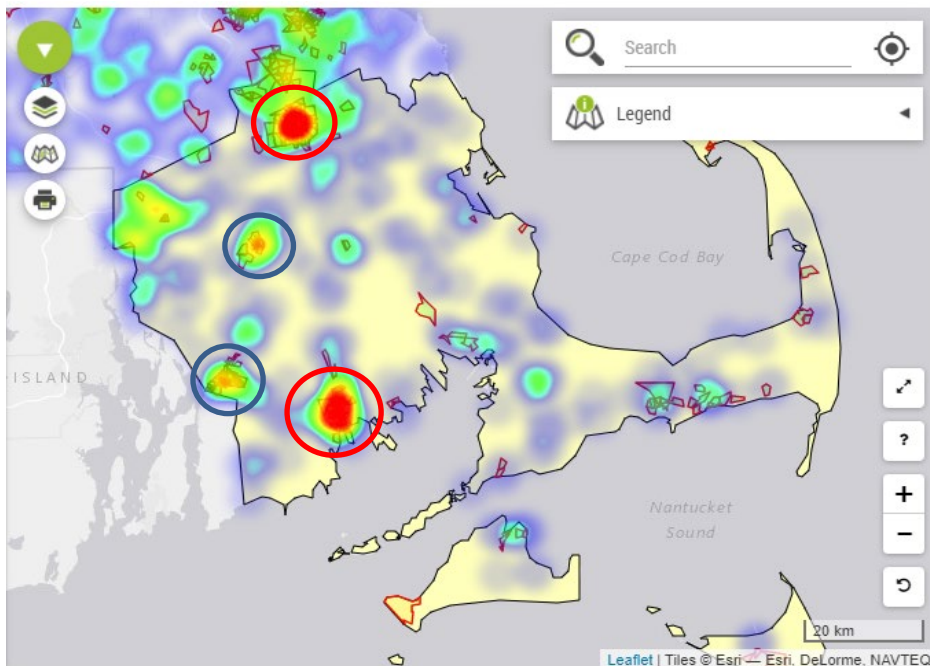 Search
Legend
Cape Cod Bay
ISLAND
?
+
−
Nantucket
Sound
20 km
Leaflet | Tiles © Esri — Esri, DeLorme, NAVTEQ